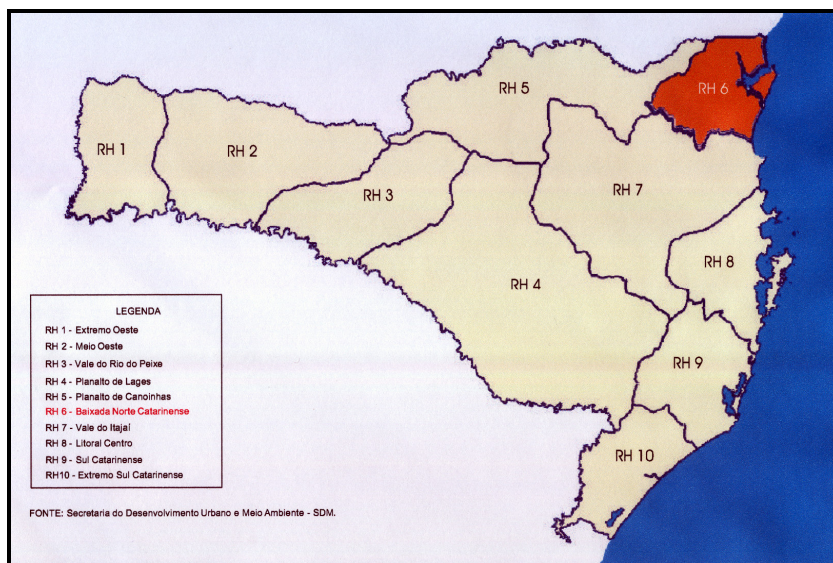 RH 5
RH 6
RH 1
RH 2
RH 3
RH 7
RH 8
RH 4
RH 9
RH 10
LEGENDA
RH 1 - Extremo Oeste
RH 2 - Meio Oeste
RH 3 - Vale do Rio do Peixe
RH 4 - Planalto de Lages
RH 5 - Planalto de Canoinhas
RH 6 - Baixada Norte Catarinense
RH 7 - Vale do Itajaí
RH 8 - Litoral Centro
RH 9 - Sul Catarinense
RH10 - Extremo Sul Catarinense
FONTE: Secretaria do Desenvolvimento Urbano e Meio Ambiente - SDM.